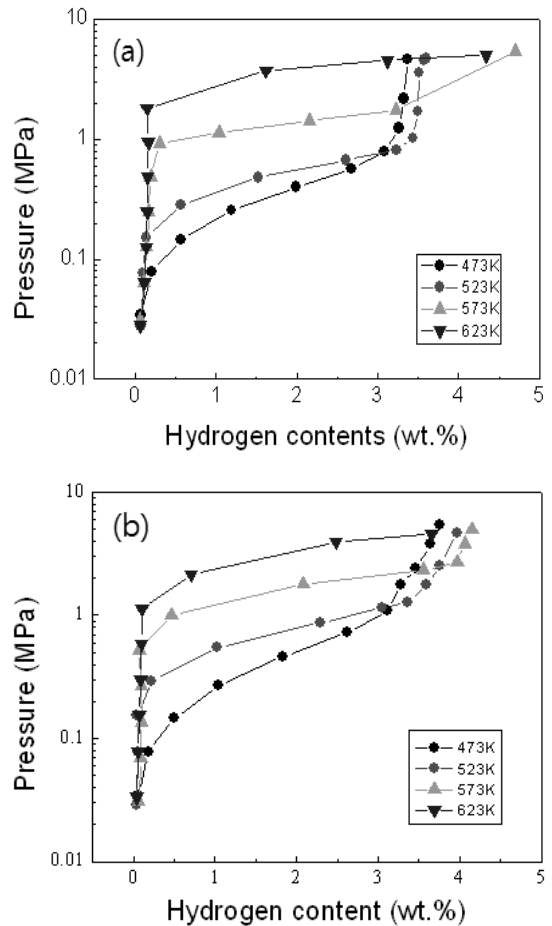 (a)
10
1
0.1
0.01
Pressure (MPa)
473K
523K
573K
623K
0 1 2 3 4 5
Hydrogen contents (wt.%)
(b)
10
1
0.1
0.01
Pressure (MPa)
473K
523K
573K
623K
0 1 2 3 4 5
Hydrogen content (wt.%)